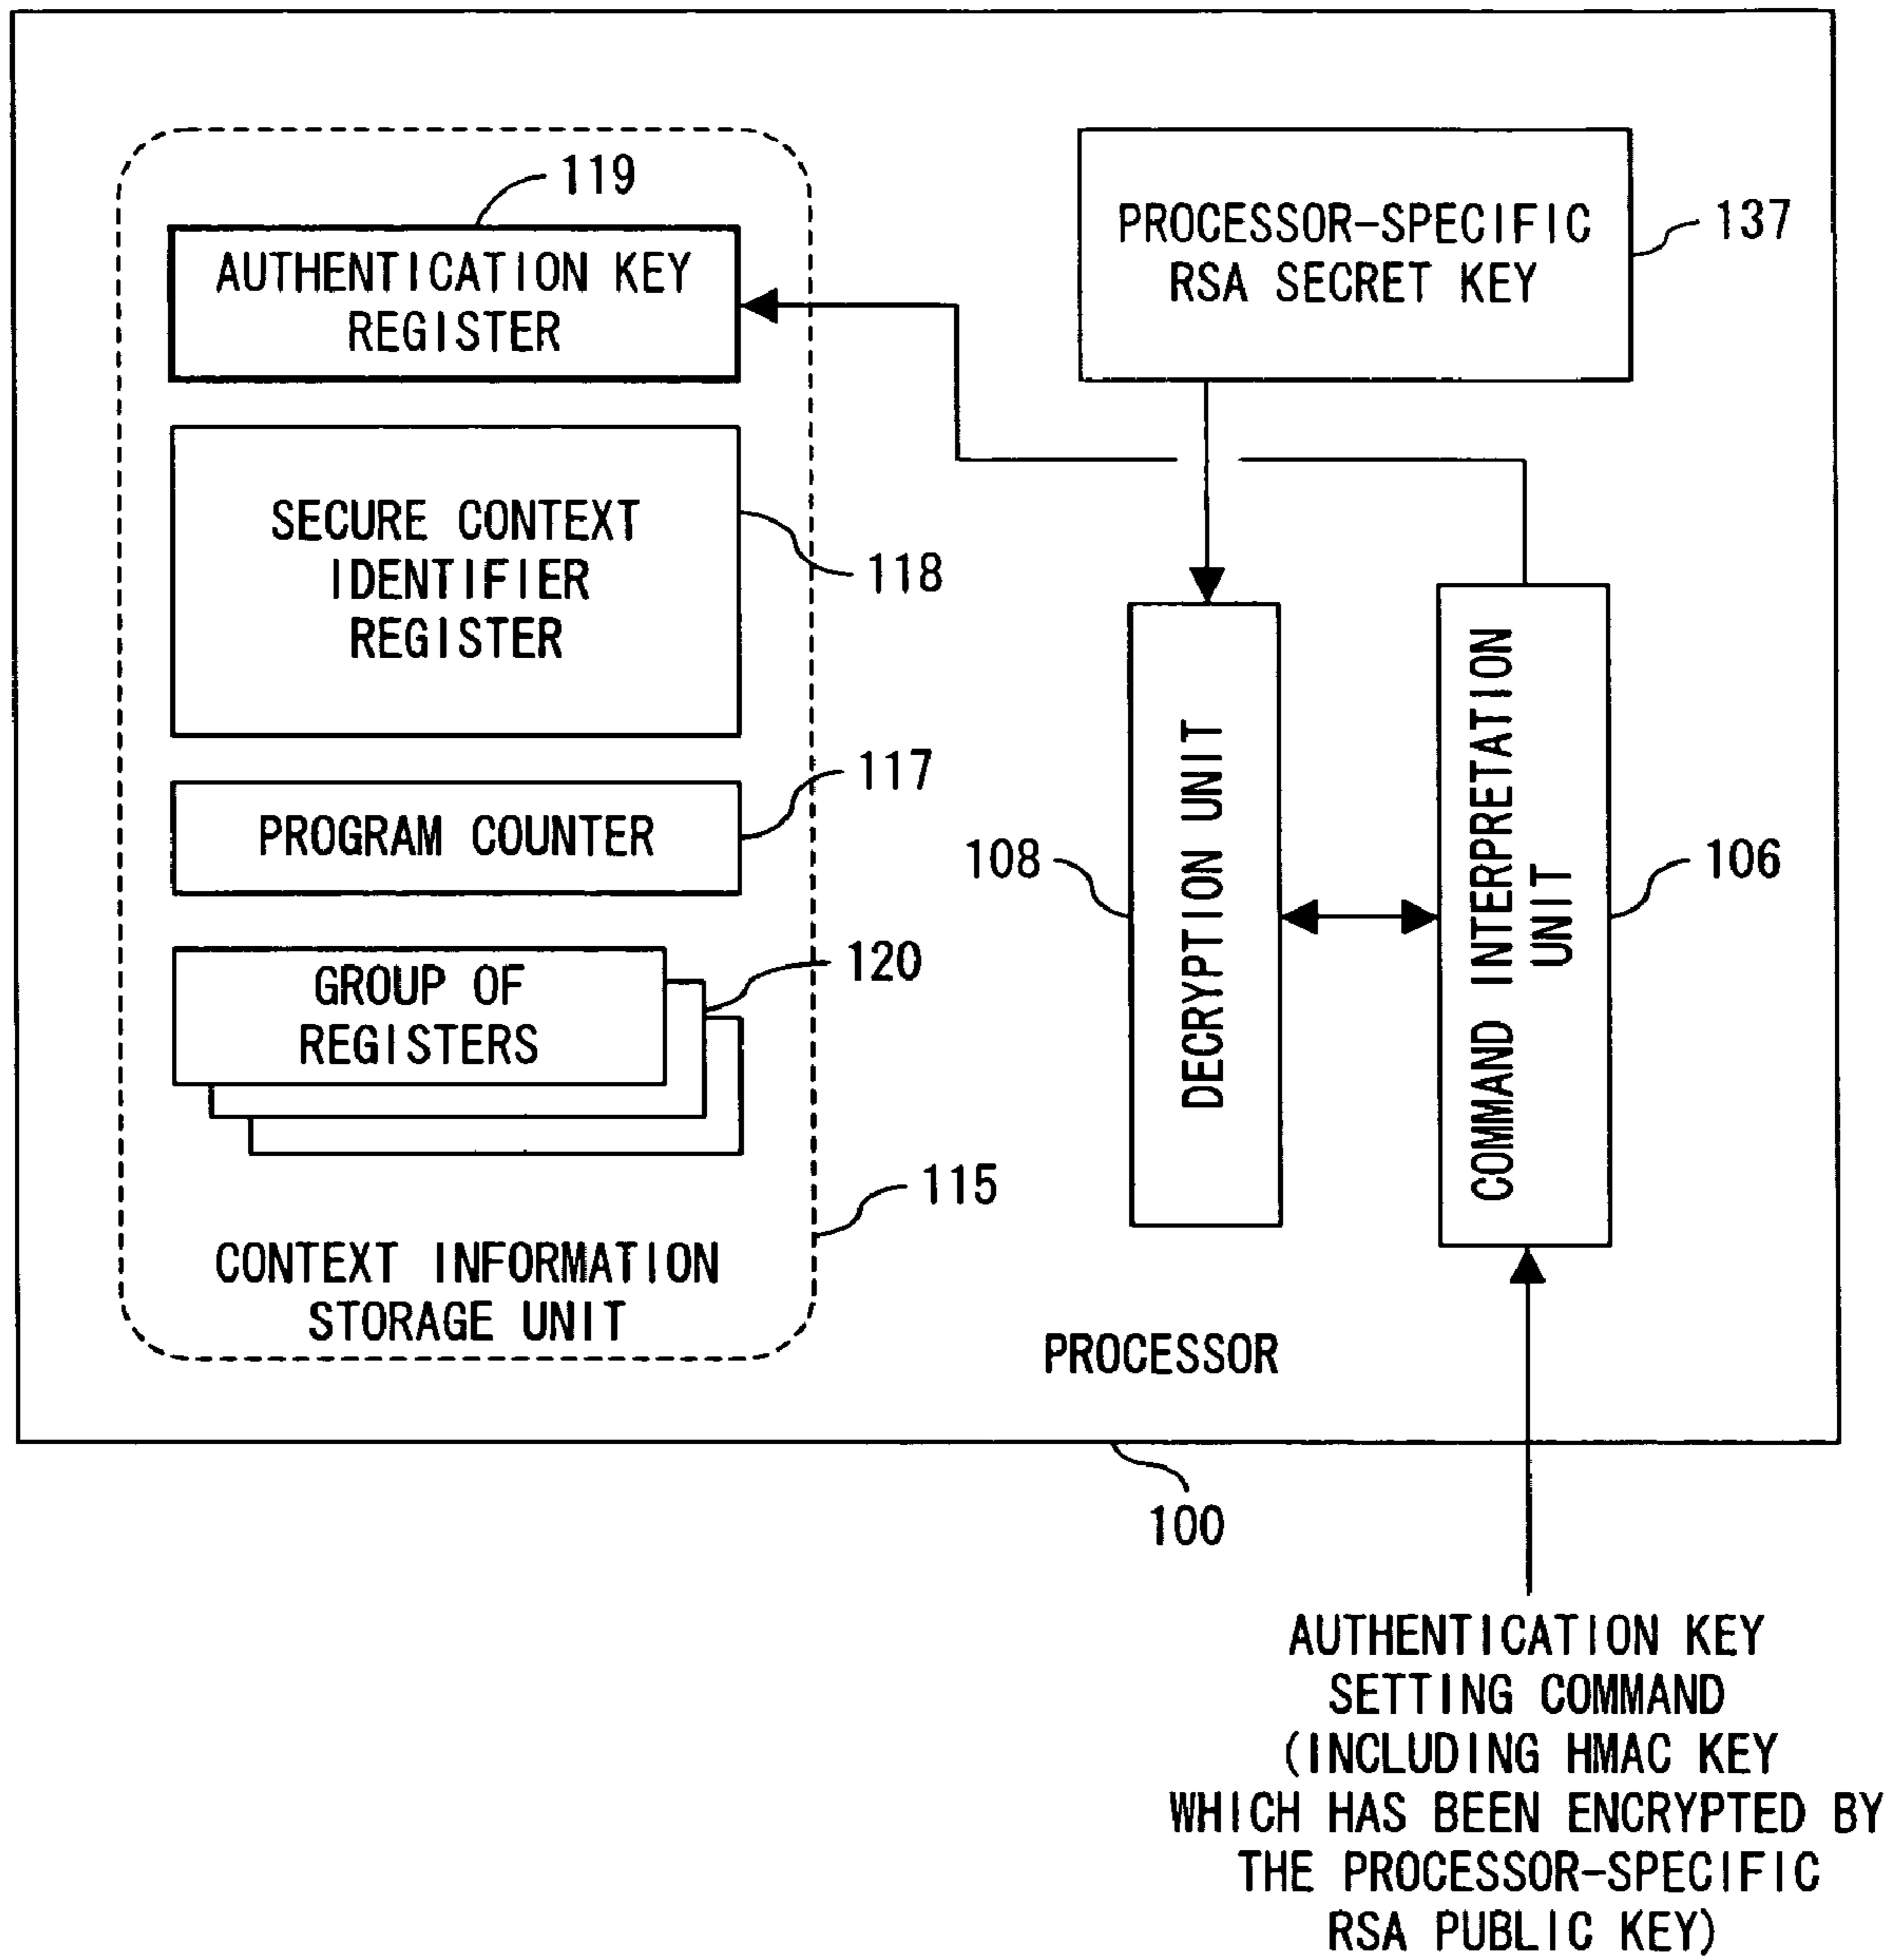 119
AUTHENTICATION KEY
REGISTER
PROCESSOR-SPECIFIC
RSA SECRET KEY
137
SECURE CONTEXT
IDENTIFIER
REGISTER
118
PROGRAM COUNTER
117
GROUP OF
REGISTERS
120
115
CONTEXT INFORMATION
STORAGE UNIT
108
DECRYPTION UNIT
COMMAND INTERPRETATION
UNIT
106
PROCESSOR
100
AUTHENTICATION KEY
SETTING COMMAND
(INCLUDING HMAC KEY
WHICH HAS BEEN ENCRYPTED BY
THE PROCESSOR-SPECIFIC
RSA PUBLIC KEY)